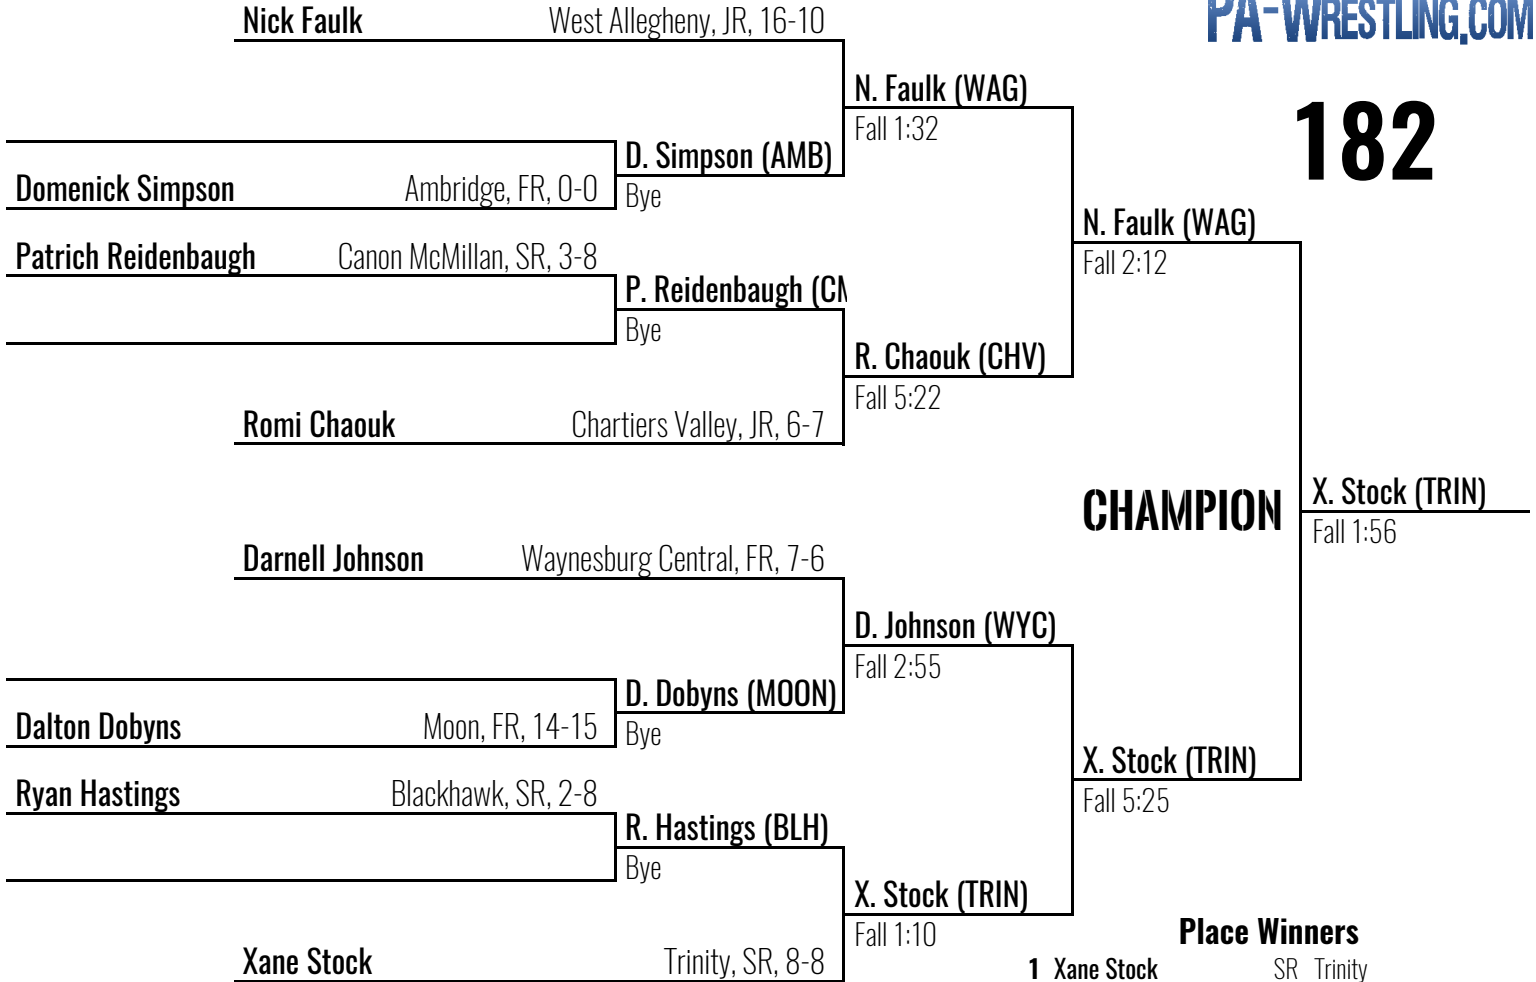 Nick Faulk West Allegheny, JR, 16-10
PA-WRESTLING.COM
N. Faulk (WAG)
Fall 1:32
182
D. Simpson (AMB)
Domenick Simpson Ambridge, FR, 0-0
Bye
N. Faulk (WAG)
Fall 2:12
Patrich Reidenbaugh Canon McMillan, SR, 3-8
P. Reidenbaugh (CM
Bye
R. Chaouk (CHV)
Fall 5:22
Romi Chaouk Chartiers Valley, JR, 6-7
CHAMPION
X. Stock (TRIN)
Fall 1:56
Darnell Johnson Waynesburg Central, FR, 7-6
D. Johnson (WYC)
Fall 2:55
D. Dobyns (MOON)
Dalton Dobyns Moon, FR, 14-15
Bye
X. Stock (TRIN)
Fall 5:25
Ryan Hastings Blackhawk, SR, 2-8
R. Hastings (BLH)
Bye
X. Stock (TRIN)
Fall 1:10
Xane Stock Trinity, SR, 8-8
Place Winners
1 Xane Stock SR Trinity